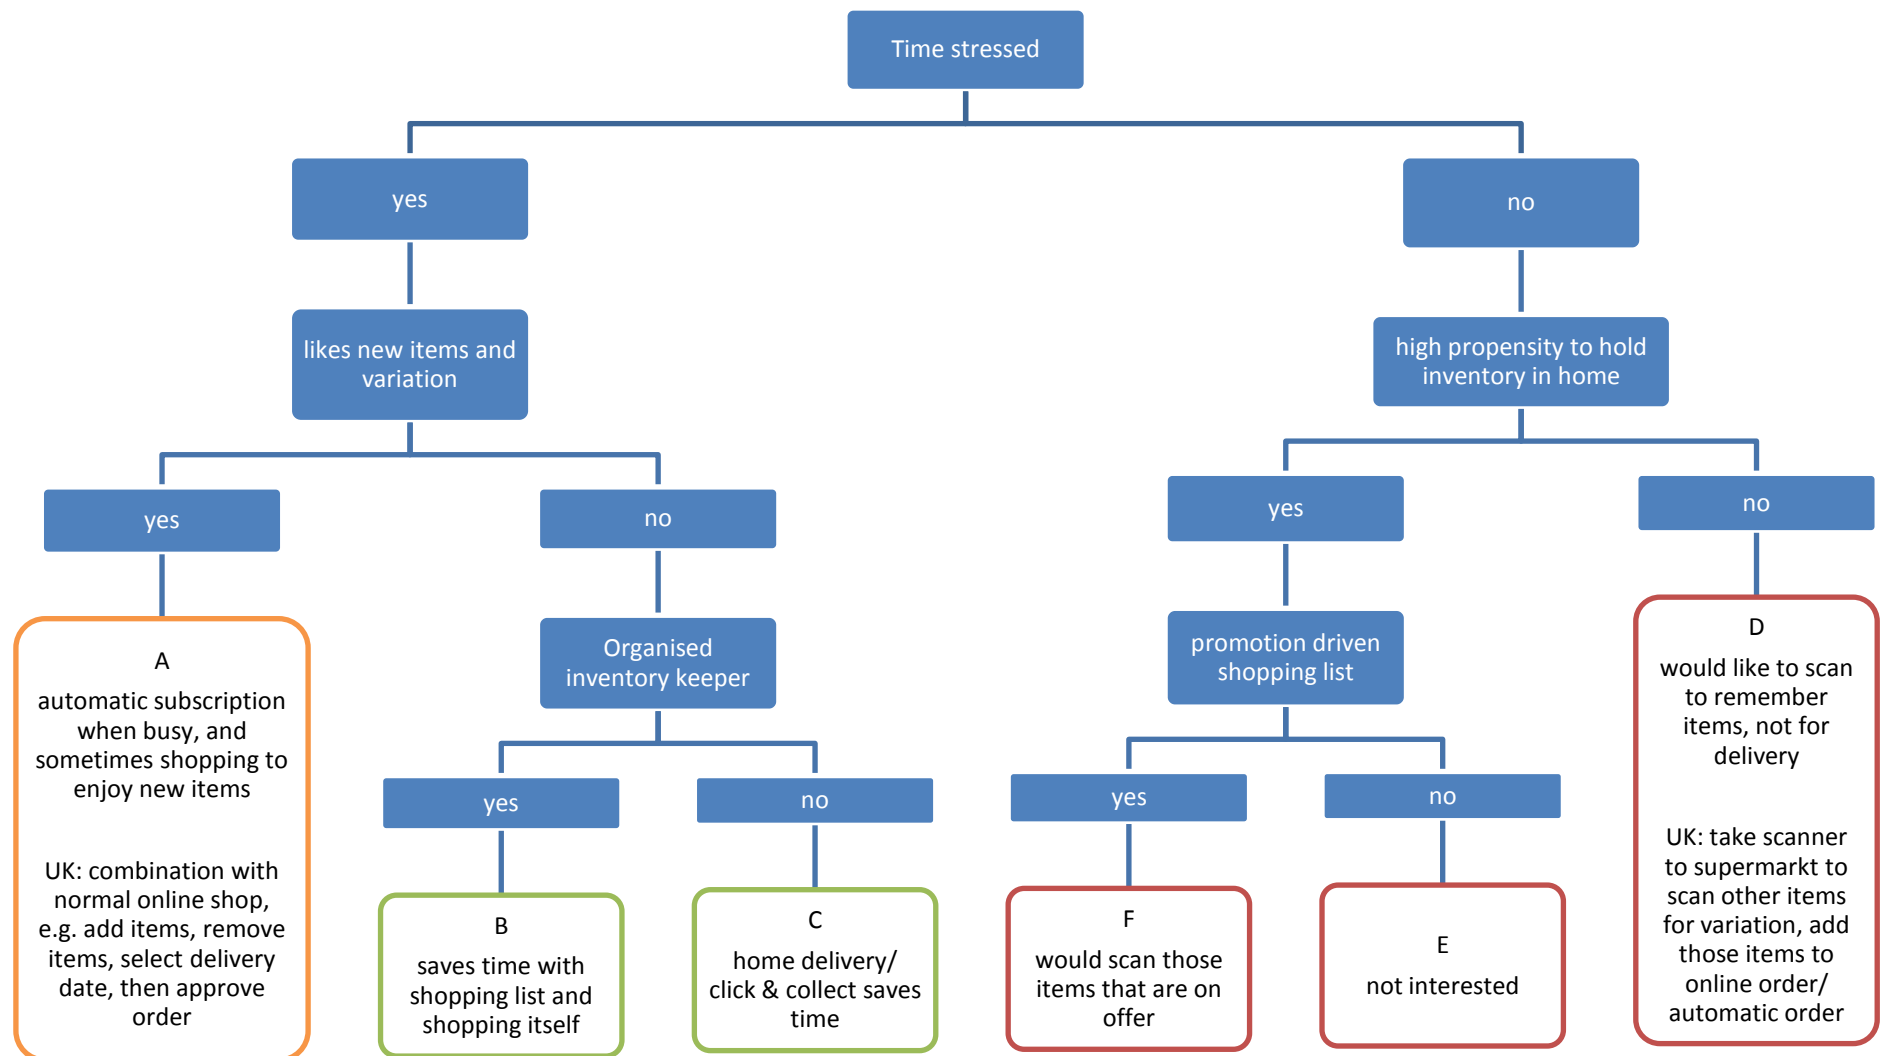 Time stressed
yes
no
likes new items and
variation
high propensity to hold
inventory in home
yes
no
yes
no
Organised
inventory keeper
promotion driven
shopping list
yes
no
yes
no
A
automatic subscription
when busy, and
sometimes shopping to
enjoy new items
UK: combination with
normal online shop,
e.g. add items, remove
items, select delivery
date, then approve
order
B
saves time with
shopping list and
shopping itself
C
home delivery/
click & collect saves
time
F
would scan those
items that are on
offer
E
not interested
D
would like to scan
to remember
items, not for
delivery
UK: take scanner
to supermarkt to
scan other items
for variation, add
those items to
online order/
automatic order